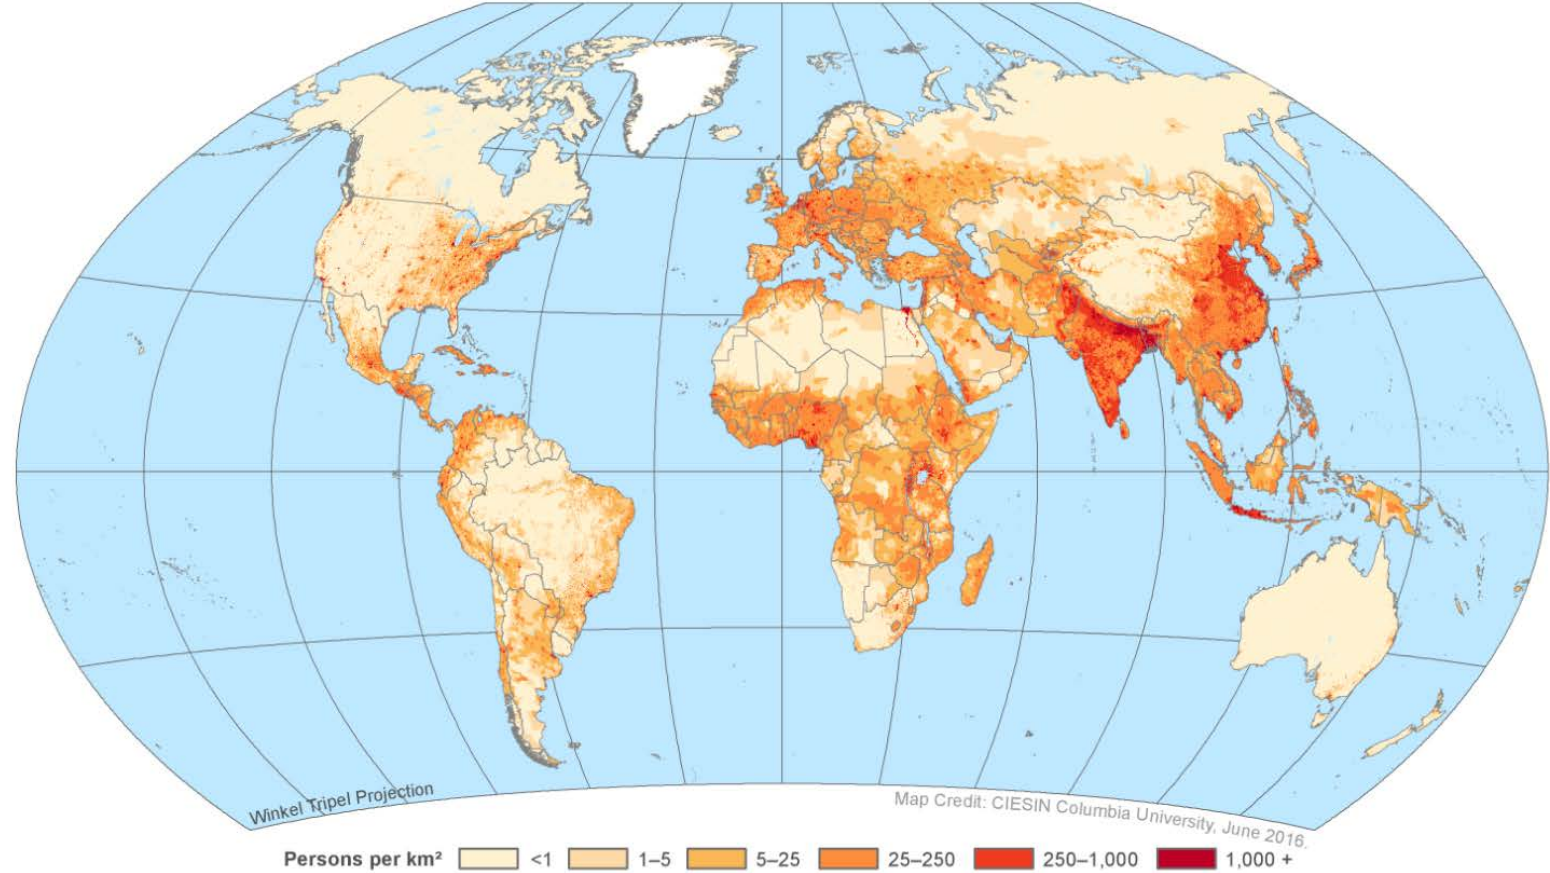 Winkel Tripel Projection
Map Credit: CIESIN Columbia University, June 2016.
Persons per km² <1 1–5 5–25 25–250 250–1,000 1,000 +